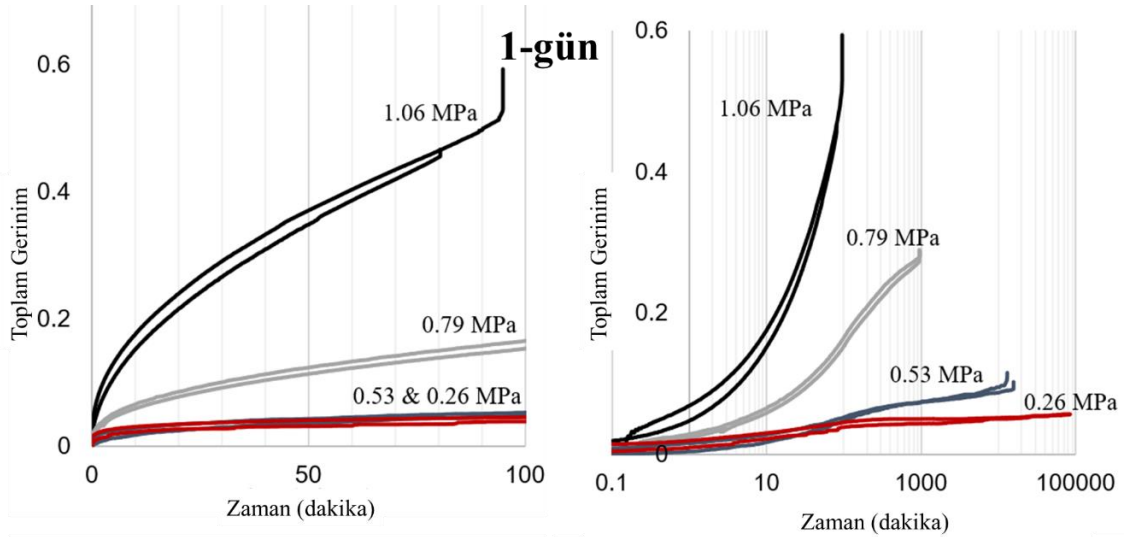 1-gün
0.6
0.4
0.2
0
Toplam Gerinim
1.06 MPa
0.79 MPa
0.53 & 0.26 MPa
0 50 100
Zaman (dakika)
0.6
0.4
0.2
0
Toplam Gerinim
1.06 MPa
0.79 MPa
0.53 MPa
0.26 MPa
0.1 10 1000 100000
Zaman (dakika)